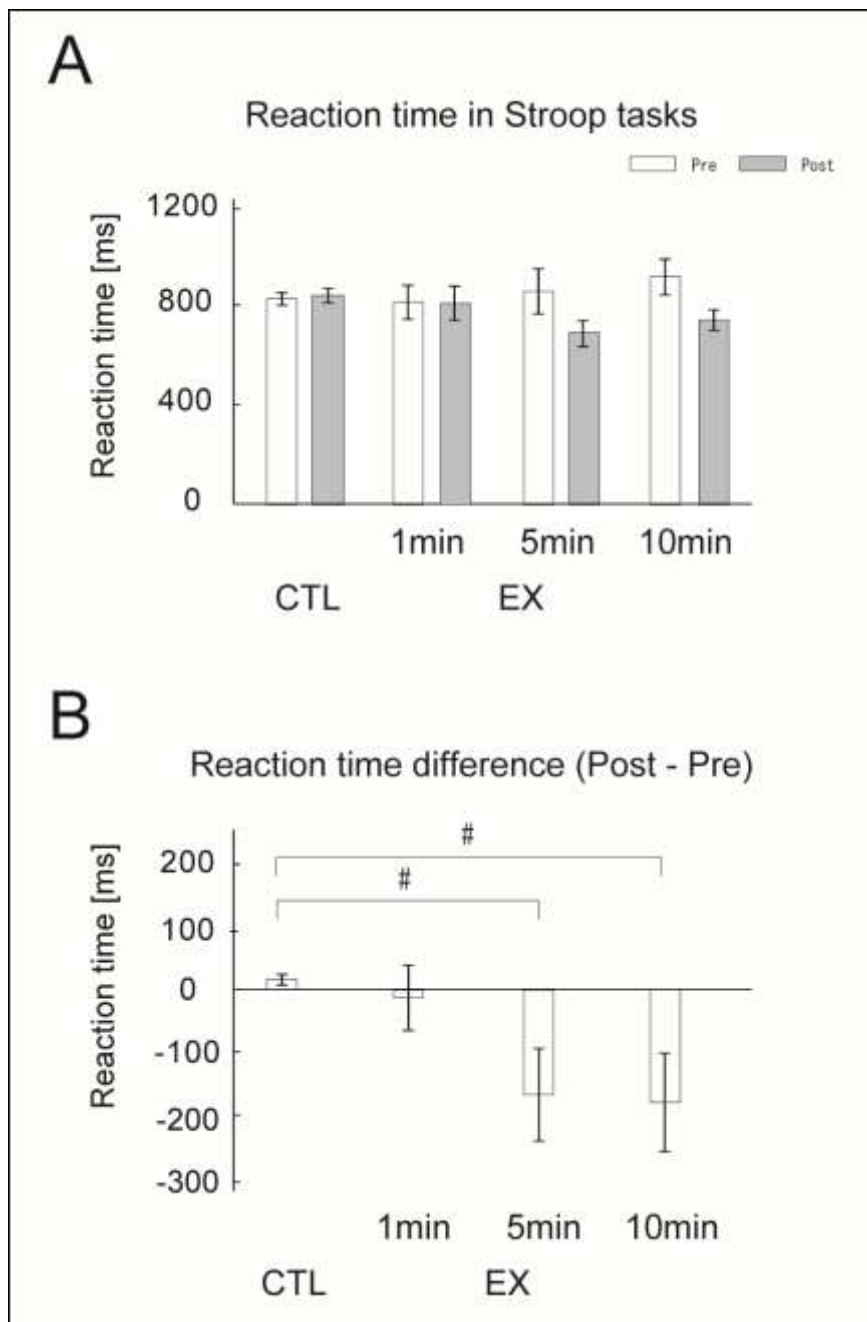 A
Reaction time in Stroop tasks
Pre Post
Reaction time [ms]
1200
800
400
0
1min 5min 10min
CTL EX
B
Reaction time difference (Post - Pre)
Reaction time [ms]
#
#
200
100
0
-100
-200
-300
1min 5min 10min
CTL EX